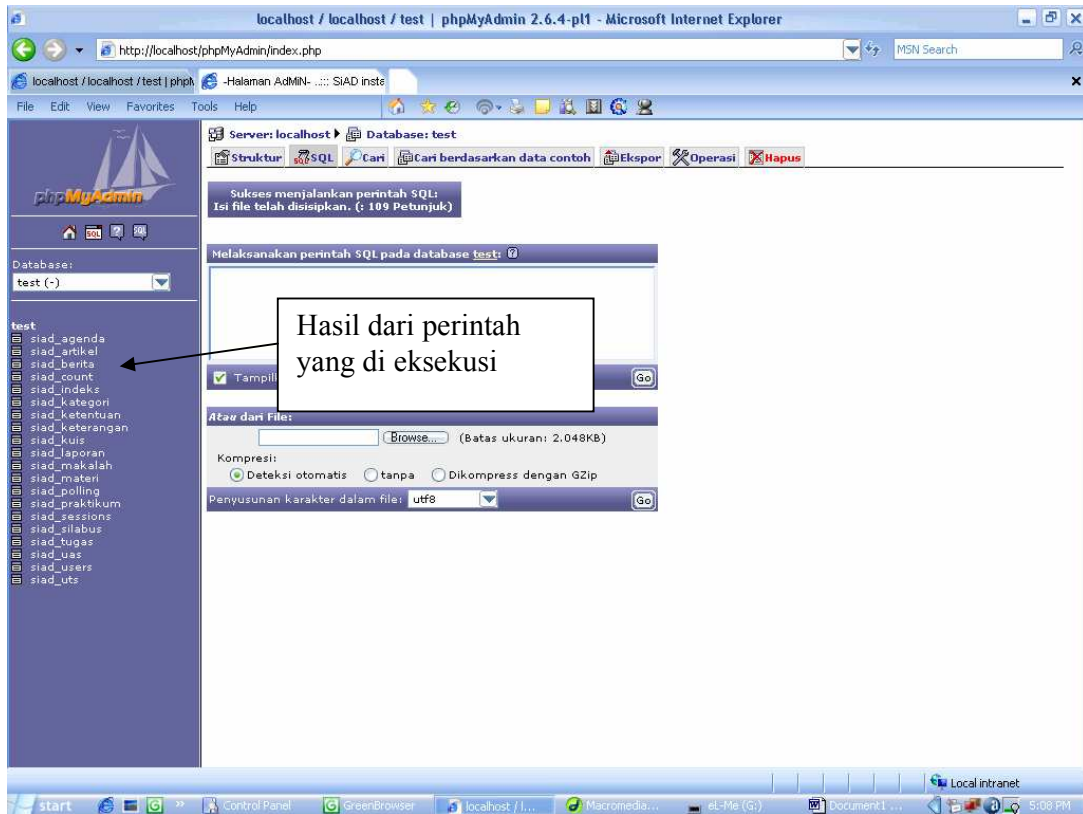 localhost / localhost / test | phpMyAdmin 2.6.4-pl1 - Microsoft Internet Explorer
http://localhost/phpMyAdmin/index.php
MSN Search
localhost / localhost / test | phpM
-Halaman AdMiN- ..::: SiAD inste
File Edit View Favorites Tools Help
phpMyAdmin
Database:
test (-)
test
siad_agenda
siad_artikel
siad_berita
siad_count
siad_indeks
siad_kategori
siad_ketentuan
siad_keterangan
siad_kuis
siad_laporan
siad_makalah
siad_materi
siad_polling
siad_praktikum
siad_sessions
siad_silabus
siad_tugas
siad_uas
siad_users
siad_uts
Server: localhost Database: test
Struktur SQL Cari Cari berdasarkan data contoh Ekspor Operasi Hapus
Sukses menjalankan perintah SQL:
Isi file telah disisipkan. (: 109 Petunjuk)
Melaksanakan perintah SQL pada database test:
Hasil dari perintah
yang di eksekusi
Go
Atau dari File:
Browse... (Batas ukuran: 2.048KB)
Kompresi:
Deteksi otomatis tanpa Dikompress dengan GZip
Penyusunan karakter dalam file: utf8 Go
Local intranet
start Control Panel GreenBrowser localhost / l... Macromedia... eL-Me (G:) Document1 ... 5:08 PM